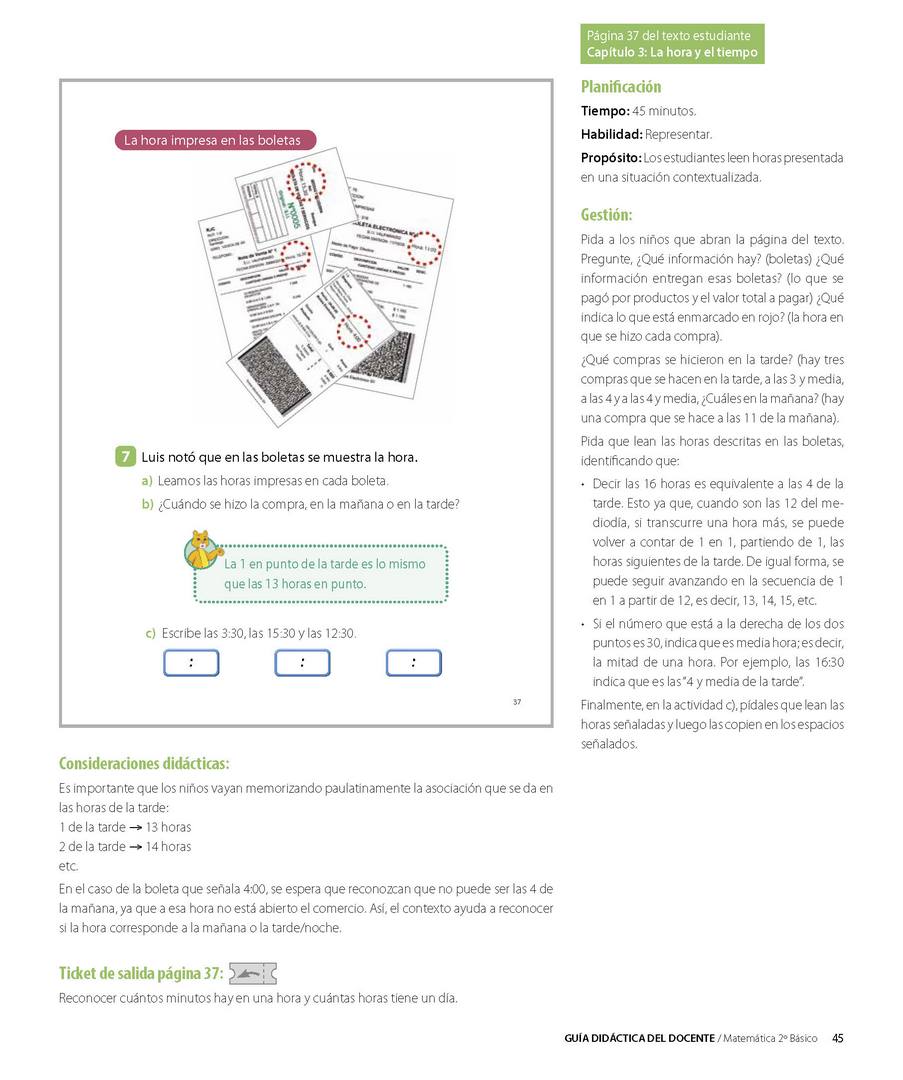 Página 37 del texto estudiante
Capítulo 3: La hora y el tiempo
La hora impresa en las boletas
Nº0005
Hora: 11:00
Hora: 4:00
7 Luis notó que en las boletas se muestra la hora.
a) Leamos las horas impresas en cada boleta.
b) ¿Cuándo se hizo la compra, en la mañana o en la tarde?
La 1 en punto de la tarde es lo mismo
que las 13 horas en punto.
c) Escribe las 3:30, las 15:30 y las 12:30.
: : :
37
Planificación
Tiempo: 45 minutos.
Habilidad: Representar.
Propósito: Los estudiantes leen horas presentada
en una situación contextualizada.
Gestión:
Pida a los niños que abran la página del texto.
Pregunte, ¿Qué información hay? (boletas) ¿Qué
información entregan esas boletas? (lo que se
pagó por productos y el valor total a pagar) ¿Qué
indica lo que está enmarcado en rojo? (la hora en
que se hizo cada compra).
¿Qué compras se hicieron en la tarde? (hay tres
compras que se hacen en la tarde, a las 3 y media,
a las 4 y a las 4 y media, ¿Cuáles en la mañana? (hay
una compra que se hace a las 11 de la mañana).
Pida que lean las horas descritas en las boletas,
identificando que:
• Decir las 16 horas es equivalente a las 4 de la
tarde. Esto ya que, cuando son las 12 del me-
diodía, si transcurre una hora más, se puede
volver a contar de 1 en 1, partiendo de 1, las
horas siguientes de la tarde. De igual forma, se
puede seguir avanzando en la secuencia de 1
en 1 a partir de 12, es decir, 13, 14, 15, etc.
• Si el número que está a la derecha de los dos
puntos es 30, indica que es media hora; es decir,
la mitad de una hora. Por ejemplo, las 16:30
indica que es las "4 y media de la tarde".
Finalmente, en la actividad c), pídales que lean las
horas señaladas y luego las copien en los espacios
señalados.
Consideraciones didácticas:
Es importante que los niños vayan memorizando paulatinamente la asociación que se da en
las horas de la tarde:
1 de la tarde → 13 horas
2 de la tarde → 14 horas
etc.
En el caso de la boleta que señala 4:00, se espera que reconozcan que no puede ser las 4 de
la mañana, ya que a esa hora no está abierto el comercio. Así, el contexto ayuda a reconocer
si la hora corresponde a la mañana o la tarde/noche.
Ticket de salida página 37:
Reconocer cuántos minutos hay en una hora y cuántas horas tiene un día.
GUÍA DIDÁCTICA DEL DOCENTE / Matemática 2º Básico 45